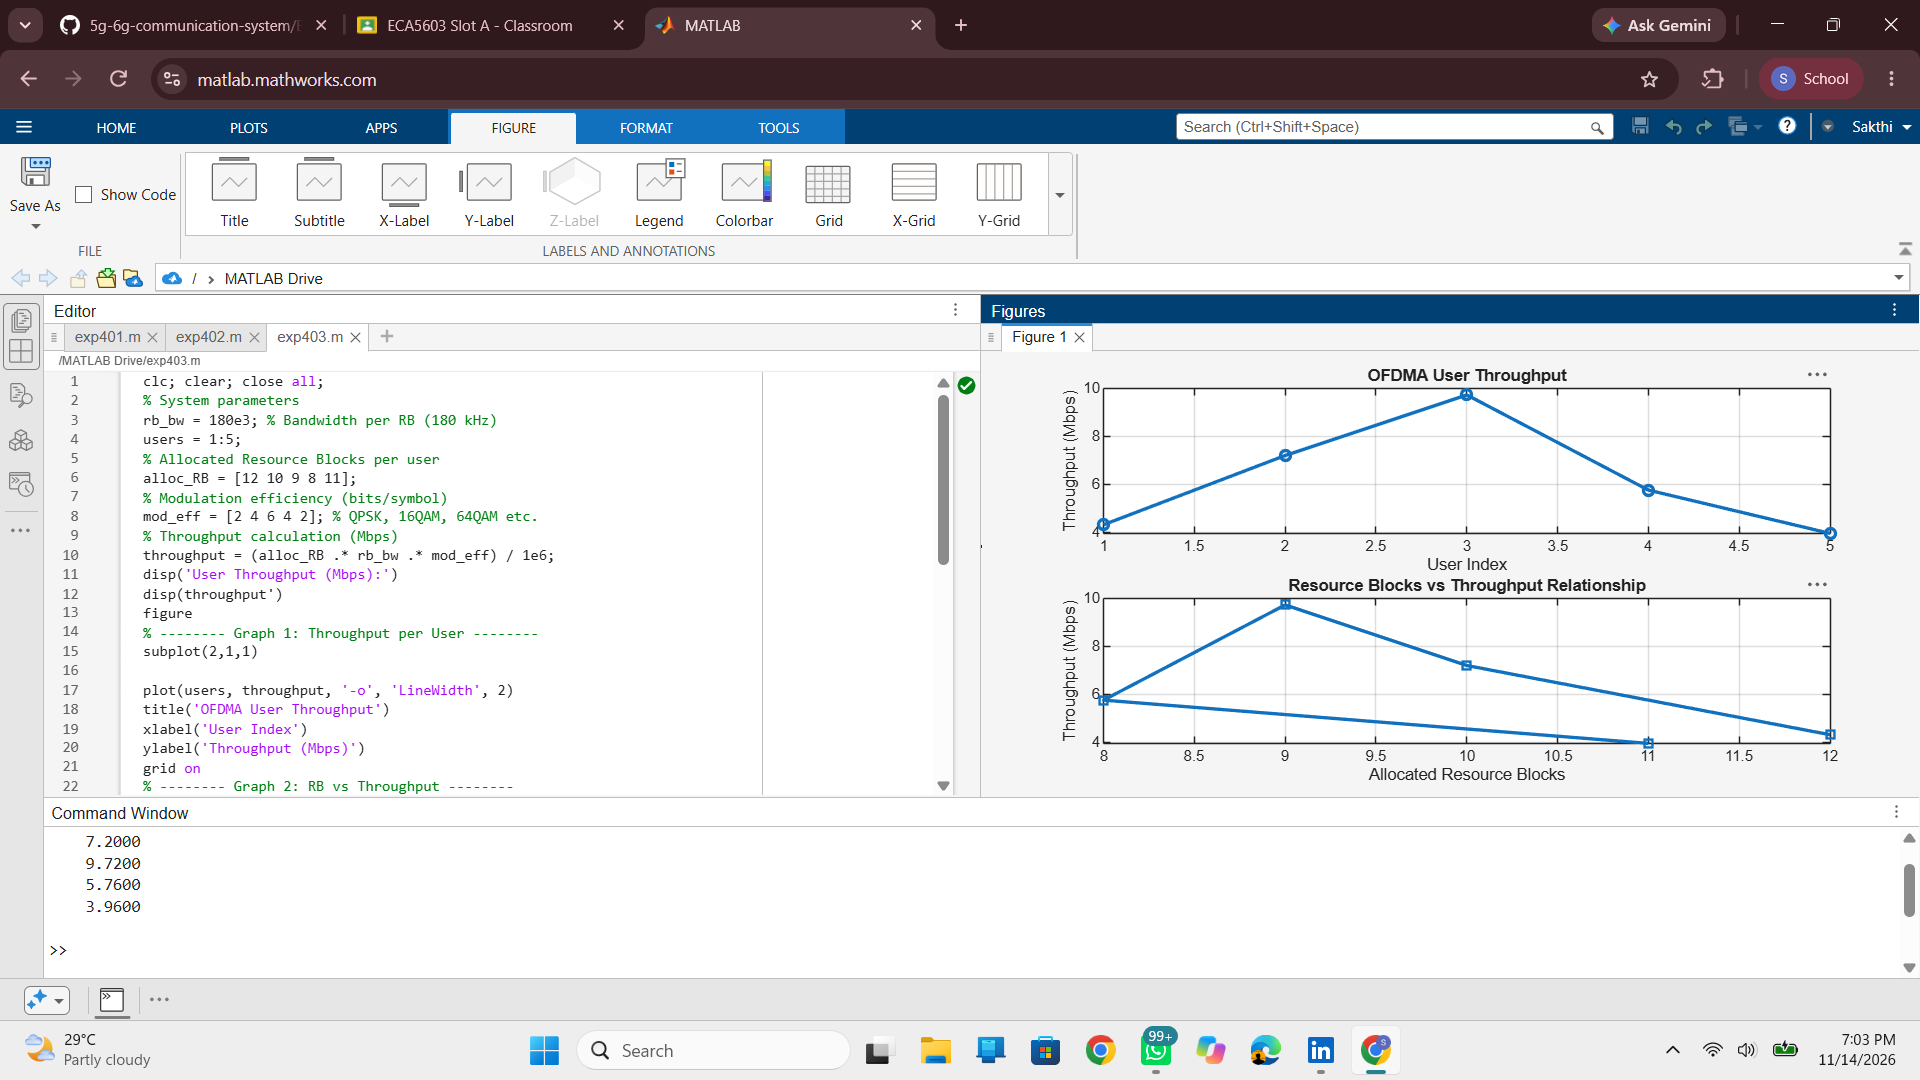 5g-6g-communication-system/
ECA5603 Slot A - Classroom
MATLAB
Ask Gemini
matlab.mathworks.com
S School
HOME PLOTS APPS FIGURE FORMAT TOOLS
Search (Ctrl+Shift+Space)
Sakthi
Save As
Show Code
Title Subtitle X-Label Y-Label Z-Label Legend Colorbar Grid X-Grid Y-Grid
FILE
LABELS AND ANNOTATIONS
/ › MATLAB Drive
Editor
exp401.m exp402.m exp403.m
/MATLAB Drive/exp403.m
1 clc; clear; close all;
2 % System parameters
3 rb_bw = 180e3; % Bandwidth per RB (180 kHz)
4 users = 1:5;
5 % Allocated Resource Blocks per user
6 alloc_RB = [12 10 9 8 11];
7 % Modulation efficiency (bits/symbol)
8 mod_eff = [2 4 6 4 2]; % QPSK, 16QAM, 64QAM etc.
9 % Throughput calculation (Mbps)
10 throughput = (alloc_RB .* rb_bw .* mod_eff) / 1e6;
11 disp('User Throughput (Mbps):')
12 disp(throughput')
13 figure
14 % -------- Graph 1: Throughput per User --------
15 subplot(2,1,1)
16
17 plot(users, throughput, '-o', 'LineWidth', 2)
18 title('OFDMA User Throughput')
19 xlabel('User Index')
20 ylabel('Throughput (Mbps)')
21 grid on
22 % -------- Graph 2: RB vs Throughput --------
Figures
Figure 1
OFDMA User Throughput
Throughput (Mbps)
10
8
6
4
1 1.5 2 2.5 3 3.5 4 4.5 5
User Index
Resource Blocks vs Throughput Relationship
Throughput (Mbps)
10
8
6
4
8 8.5 9 9.5 10 10.5 11 11.5 12
Allocated Resource Blocks
Command Window
7.2000
9.7200
5.7600
3.9600
>>
29°C
Partly cloudy
Search
99+
7:03 PM
11/14/2026